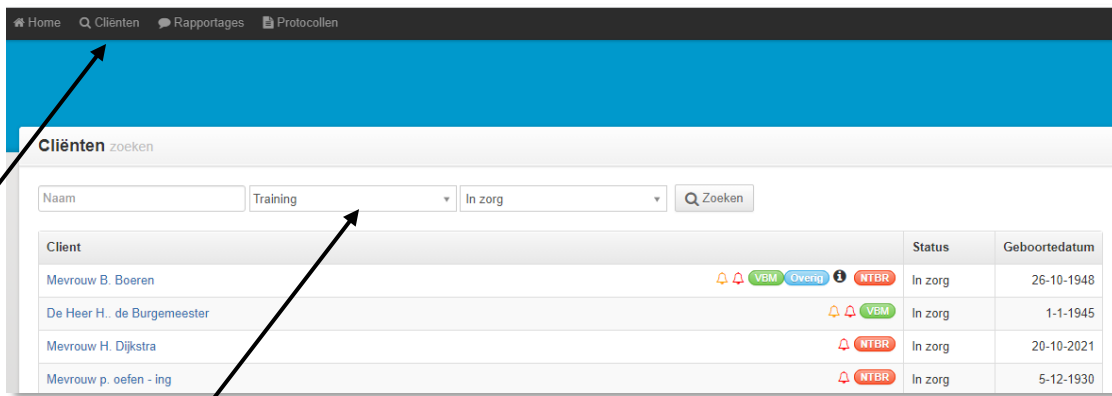 Home Cliënten Rapportages Protocollen
Cliënten zoeken
Naam Training In zorg Zoeken
Client Status Geboortedatum
Mevrouw B. Boeren VBM Overig NTBR In zorg 26-10-1948
De Heer H.. de Burgemeester VBM In zorg 1-1-1945
Mevrouw H. Dijkstra NTBR In zorg 20-10-2021
Mevrouw p. oefen - ing NTBR In zorg 5-12-1930